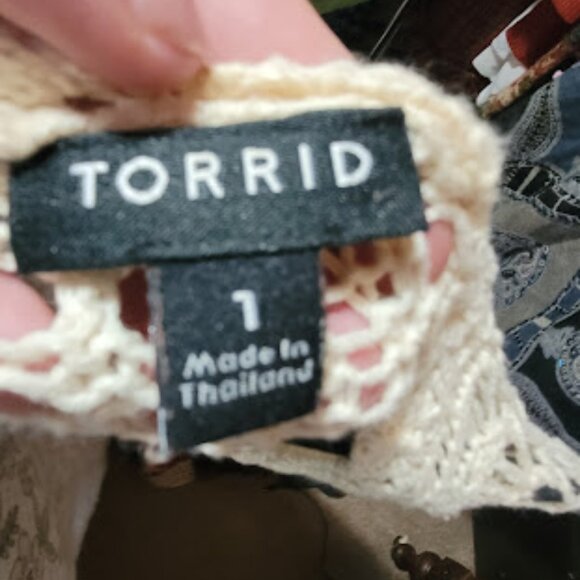 TORRID
1
Made In
Thailand